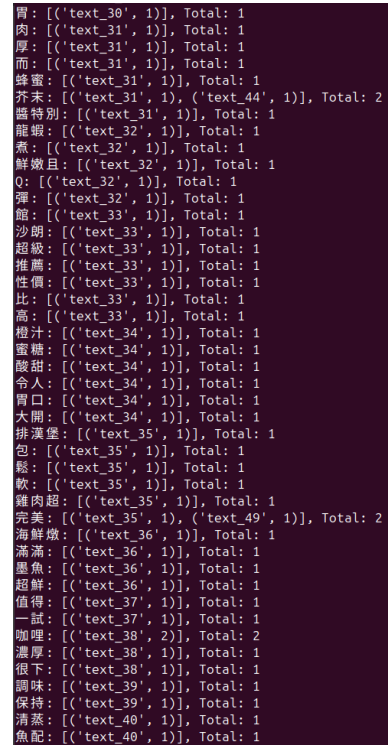 胃: [('text_30', 1)], Total: 1
肉: [('text_31', 1)], Total: 1
厚: [('text_31', 1)], Total: 1
而: [('text_31', 1)], Total: 1
蜂蜜: [('text_31', 1)], Total: 1
芥末: [('text_31', 1), ('text_44', 1)], Total: 2
醬特別: [('text_31', 1)], Total: 1
龍蝦: [('text_32', 1)], Total: 1
煮: [('text_32', 1)], Total: 1
鮮嫩且: [('text_32', 1)], Total: 1
Q: [('text_32', 1)], Total: 1
彈: [('text_32', 1)], Total: 1
館: [('text_33', 1)], Total: 1
沙朗: [('text_33', 1)], Total: 1
超級: [('text_33', 1)], Total: 1
推薦: [('text_33', 1)], Total: 1
性價: [('text_33', 1)], Total: 1
比: [('text_33', 1)], Total: 1
高: [('text_33', 1)], Total: 1
橙汁: [('text_34', 1)], Total: 1
蜜糖: [('text_34', 1)], Total: 1
酸甜: [('text_34', 1)], Total: 1
令人: [('text_34', 1)], Total: 1
胃口: [('text_34', 1)], Total: 1
大開: [('text_34', 1)], Total: 1
排漢堡: [('text_35', 1)], Total: 1
包: [('text_35', 1)], Total: 1
鬆: [('text_35', 1)], Total: 1
軟: [('text_35', 1)], Total: 1
雞肉超: [('text_35', 1)], Total: 1
完美: [('text_35', 1), ('text_49', 1)], Total: 2
海鮮燉: [('text_36', 1)], Total: 1
滿滿: [('text_36', 1)], Total: 1
墨魚: [('text_36', 1)], Total: 1
超鮮: [('text_36', 1)], Total: 1
值得: [('text_37', 1)], Total: 1
一試: [('text_37', 1)], Total: 1
咖哩: [('text_38', 2)], Total: 2
濃厚: [('text_38', 1)], Total: 1
很下: [('text_38', 1)], Total: 1
調味: [('text_39', 1)], Total: 1
保持: [('text_39', 1)], Total: 1
清蒸: [('text_40', 1)], Total: 1
魚配: [('text_40', 1)], Total: 1